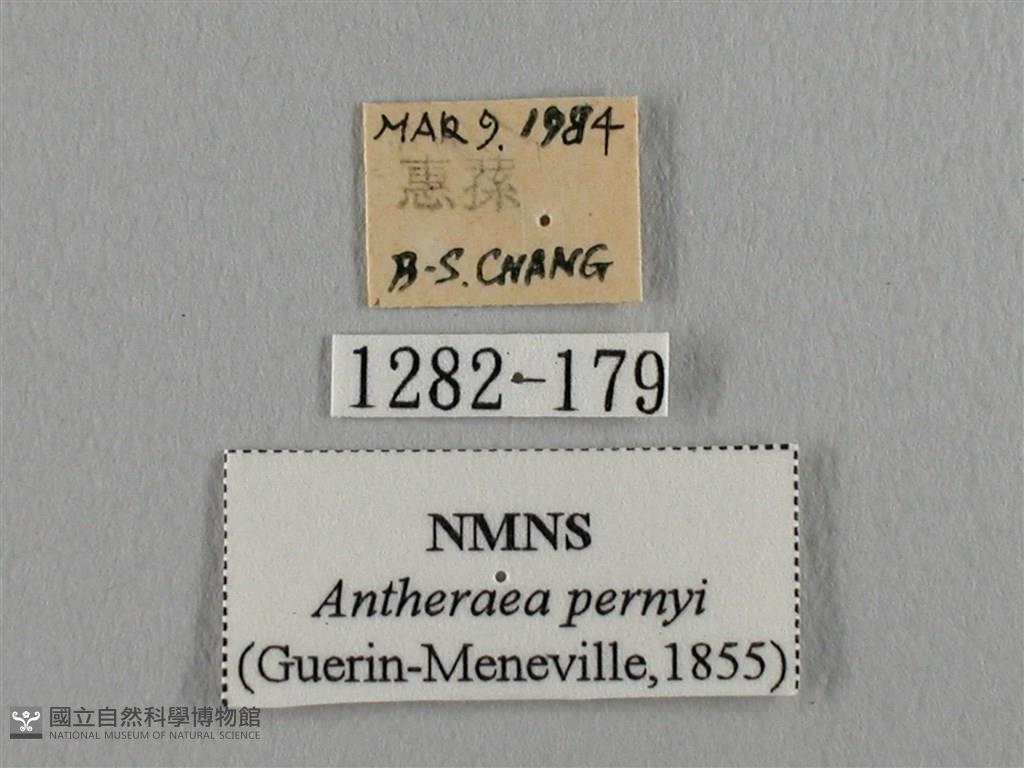 MAR 9. 1984
惠蓀
B-S. CHANG
1282-179
NMNS
Antheraea pernyi
(Guerin-Meneville,1855)
國立自然科學博物館
NATIONAL MUSEUM OF NATURAL SCIENCE